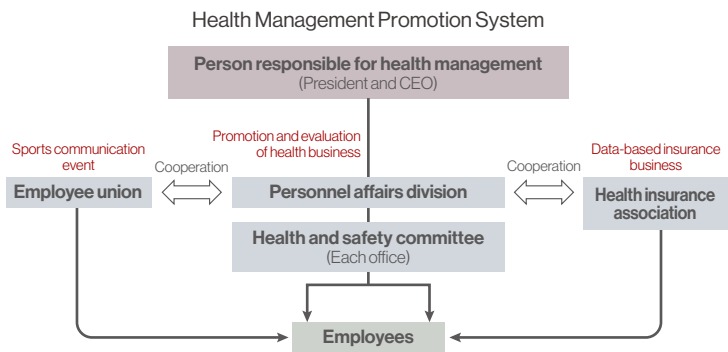 Health Management Promotion System
Person responsible for health management
(President and CEO)
Sports communication
event
Promotion and evaluation
of health business
Data-based insurance
business
Cooperation
Cooperation
Employee union
Personnel affairs division
Health insurance
association
Health and safety committee
(Each office)
Employees